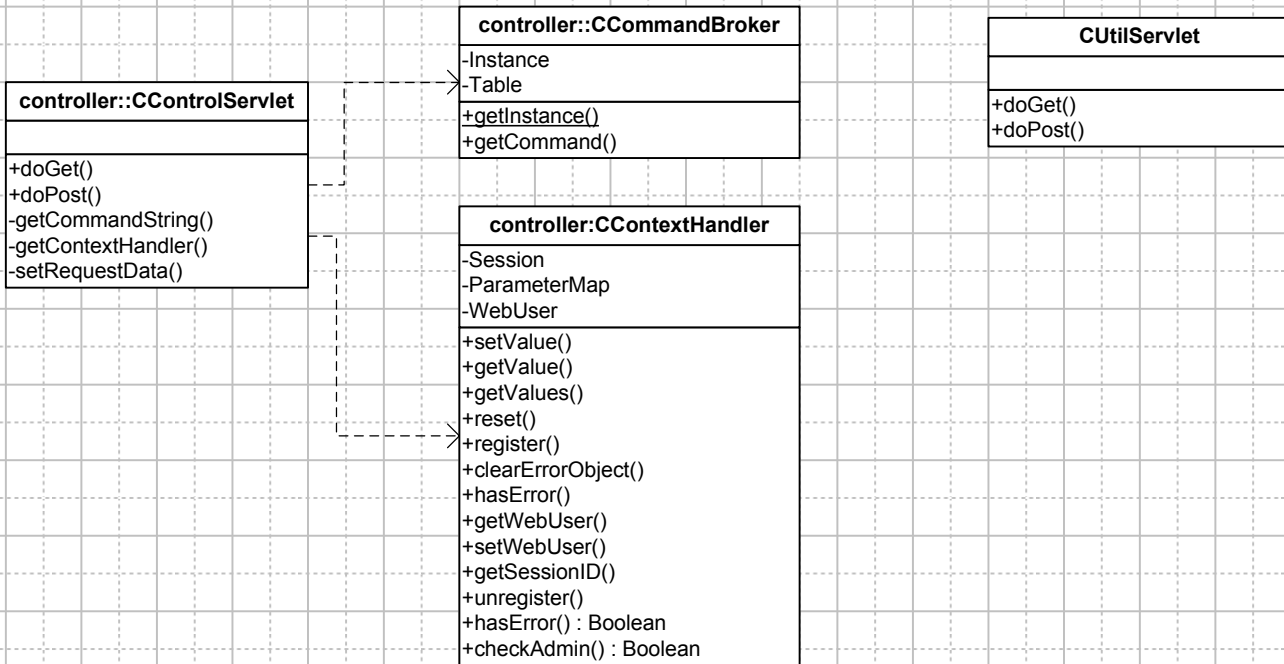 controller::CControlServlet
+doGet()
+doPost()
-getCommandString()
-getContextHandler()
-setRequestData()
controller::CCommandBroker
-Instance
-Table
+getInstance()
+getCommand()
controller:CContextHandler
-Session
-ParameterMap
-WebUser
+setValue()
+getValue()
+getValues()
+reset()
+register()
+clearErrorObject()
+hasError()
+getWebUser()
+setWebUser()
+getSessionID()
+unregister()
+hasError() : Boolean
+checkAdmin() : Boolean
CUtilServlet
+doGet()
+doPost()